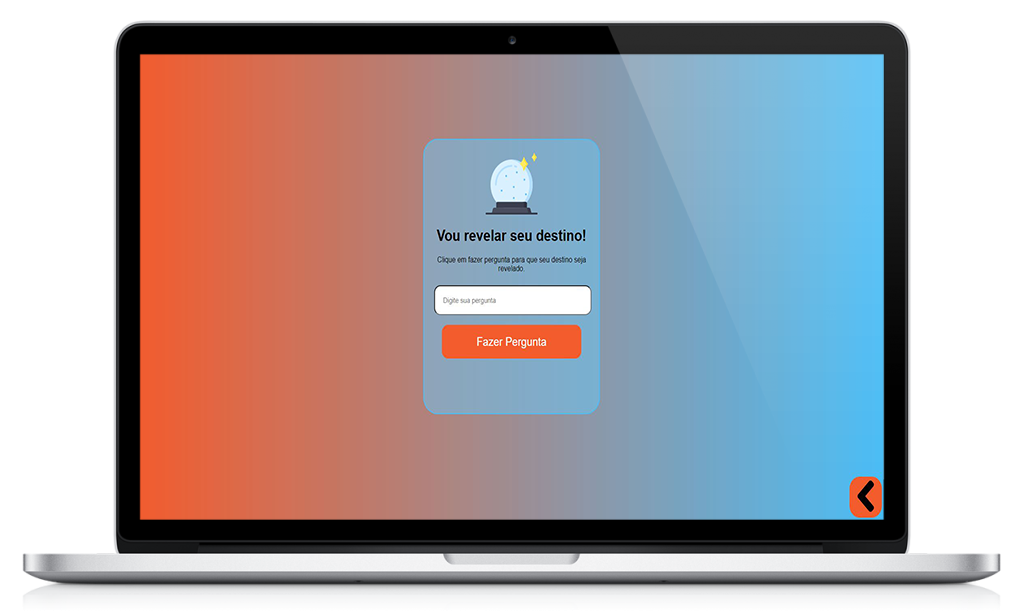 Vou revelar seu destino!
Clique em fazer pergunta para que seu destino seja
revelado.
Digite sua pergunta
Fazer Pergunta